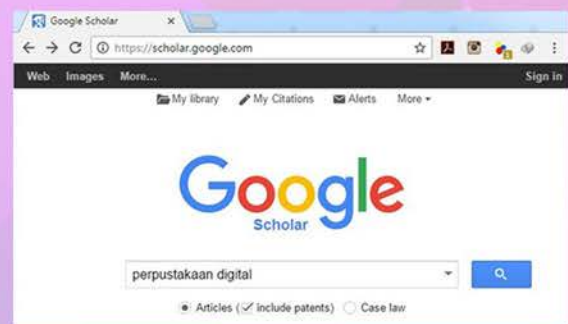 Google Scholar
https://scholar.google.com
Web Images More... Sign in
My library My Citations Alerts More
Google
Scholar
perpustakaan digital
Articles (include patents) Case law